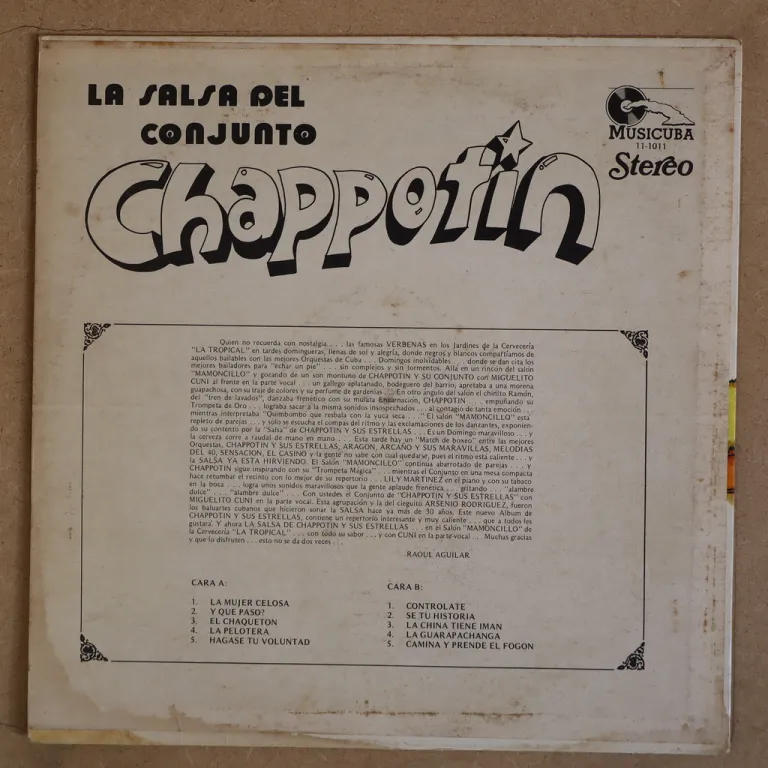 LA SALSA DEL
CONJUNTO
Chappotin
MUSICUBA
11-1011
Stereo
Quien no recuerda con nostalgia . . . . las famosas VERBENAS en los Jardines de la Cervecería
"LA TROPICAL" en tardes domingueras, llenas de sol y alegría, donde negros y blancos compartíamos de
aquellos bailables con las mejores Orquestas de Cuba . . . Domingos inolvidables . . . . donde se dan cita los
mejores bailadores para "echar un pie" . . . sin complejos y sin tormentos. Allá en un rincón del salón
"MAMONCILLO" y gozando de un son montuno de CHAPPOTIN Y SU CONJUNTO con MIGUELITO
CUNI al frente en la parte vocal . . . un gallego aplatanado, bodeguero del barrio, apretaba a una morena
guapachosa, con su traje de colores y su perfume de gardenias . . . En otro ángulo del salón el chinito Ramón,
del "tren de lavados", danzaba frenético con su mulata Encarnación, CHAPPOTIN . . . empuñando su
Trompeta de Oro . . . lograba sacar a la misma sonidos insospechados . . . al contagio de tanta emoción . . .
mientras interpretaba "Quimbombo que resbala con la yuca seca . . . " El salón "MAMONCILLO" está
repleto de parejas . . . y solo se escucha el compás del ritmo y las exclamaciones de los danzantes, exponien-
do su contento por la "Salsa" de CHAPPOTIN Y SUS ESTRELLAS . . . Es un Domingo maravilloso . . . y
la cerveza corre a raudal de mano en mano . . . Esta tarde hay un "Match de boxeo" entre las mejores
Orquestas, CHAPPOTIN Y SUS ESTRELLAS, ARAGON, ARCAÑO Y SUS MARAVILLAS, MELODIAS
DEL 40, SENSACION, EL CASINO y la gente no sabe con cual quedarse, pues el ritmo está caliente . . . y
la SALSA YA ESTA HIRVIENDO. El Salón "MAMONCILLO" continua abarrotado de parejas . . . y
CHAPPOTIN sigue inspirando con su "Trompeta Mágica" . . . mientras el Conjunto en una mesa compacta
hace retumbar el recinto con lo mejor de su repertorio . . . LILY MARTINEZ en el piano y con su tabaco
en la boca . . . logra unos sonidos maravillosos que la gente aplaude frenética . . . gritando . . . "alambre
dulce" . . . "alambre dulce" . . . Con ustedes el Conjunto de "CHAPPOTIN Y SUS ESTRELLAS" con
MIGUELITO CUNI en la parte vocal. Esta agrupación y la del cieguito ARSENIO RODRIGUEZ, fueron
los baluartes cubanos que hicieron sonar la SALSA hace ya más de 30 años. Este nuevo Album de
CHAPPOTIN Y SUS ESTRELLAS, contiene un repertorio interesante y muy caliente . . . que a todos les
gustará. Y ahora LA SALSA DE CHAPPOTIN Y SUS ESTRELLAS . . . en el Salón "MAMONCILLO" de
la Cervecería "LA TROPICAL" . . . con todo su sabor . . . y con CUNI en la parte vocal . . . Muchas gracias
y que lo disfruten . . . esto no se da dos veces . . .
RAOUL AGUILAR
CARA A:
1. LA MUJER CELOSA
2. Y QUE PASO?
3. EL CHAQUETON
4. LA PELOTERA
5. HAGASE TU VOLUNTAD
CARA B:
1. CONTROLATE
2. SE TU HISTORIA
3. LA CHINA TIENE IMAN
4. LA GUARAPACHANGA
5. CAMINA Y PRENDE EL FOGON